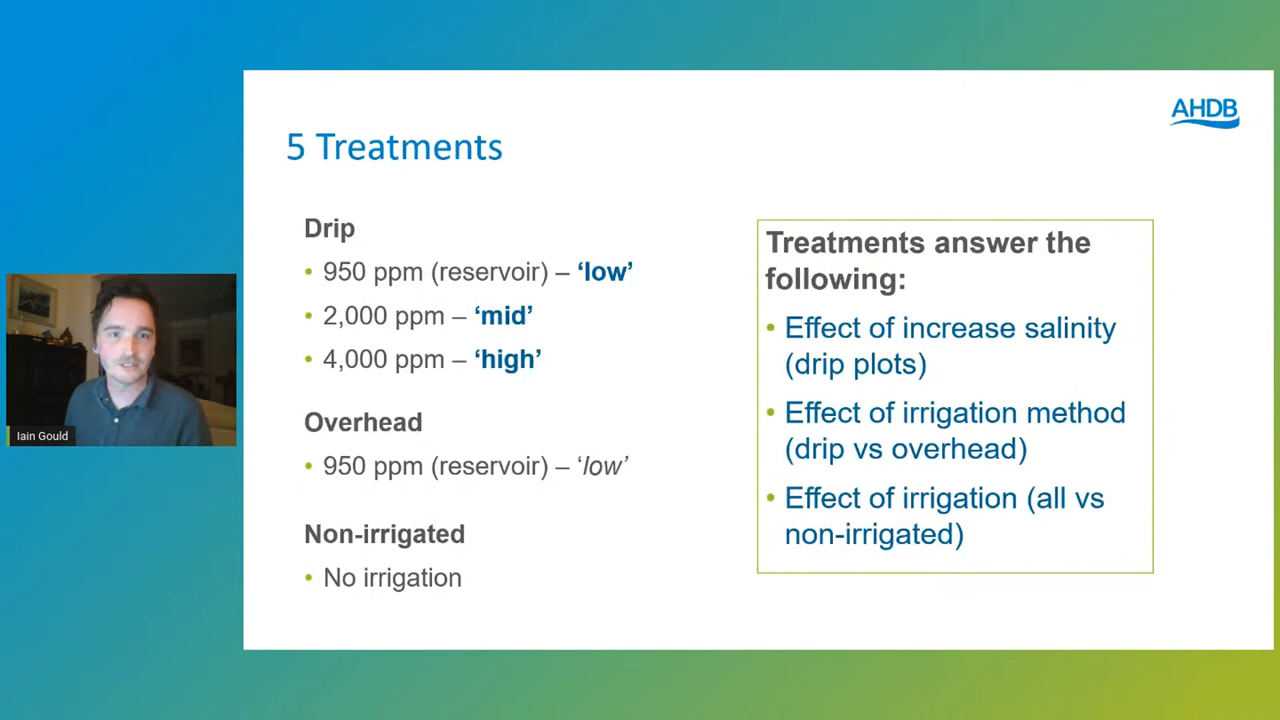 AHDB
5 Treatments
Drip
• 950 ppm (reservoir) – ‘low’
• 2,000 ppm – ‘mid’
• 4,000 ppm – ‘high’
Overhead
• 950 ppm (reservoir) – ‘low’
Non-irrigated
• No irrigation
Treatments answer the
following:
• Effect of increase salinity
(drip plots)
• Effect of irrigation method
(drip vs overhead)
• Effect of irrigation (all vs
non-irrigated)
Iain Gould